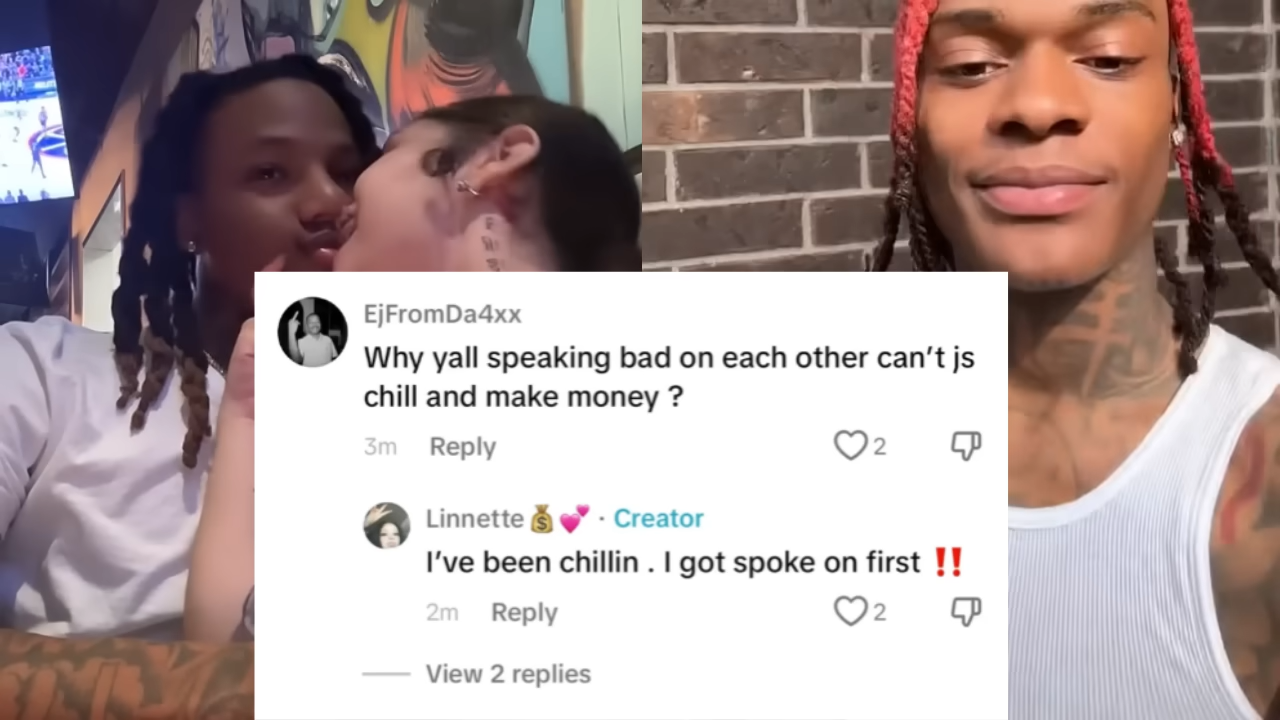 EjFromDa4xx
Why yall speaking bad on each other can't js
chill and make money ?
3m Reply 2
Linnette💰💕 · Creator
I've been chillin . I got spoke on first ‼️
2m Reply 2
View 2 replies